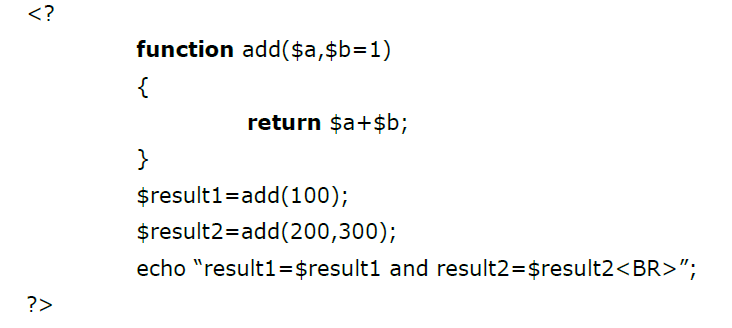 <?
function add($a,$b=1)
{
return $a+$b;
}
$result1=add(100);
$result2=add(200,300);
echo “result1=$result1 and result2=$result2<BR>”;
?>